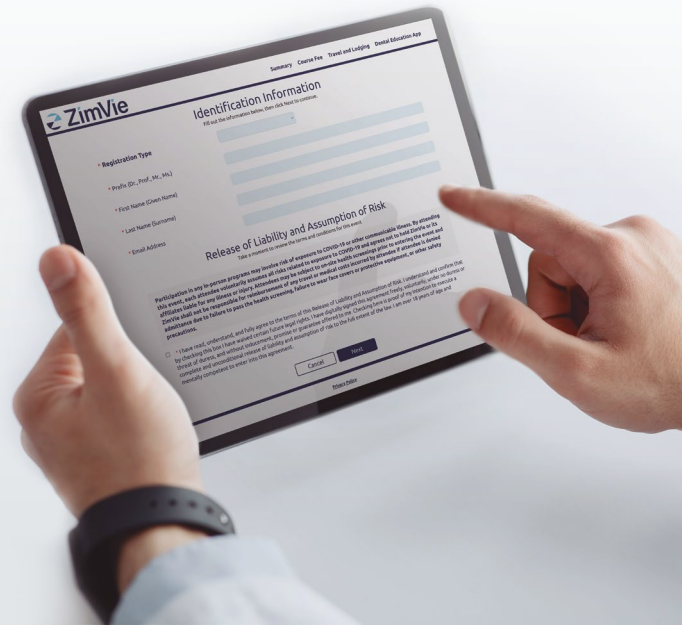 ZimVie
Summary Course Fee Travel and Lodging Dental Education App
Identification Information
Fill out the information below, then click Next to continue.
* Registration Type
* Prefix (Dr., Prof., Mr., Ms.)
* First Name (Given Name)
* Last Name (Surname)
* Email Address
Release of Liability and Assumption of Risk
Take a moment to review the terms and conditions for this event.
Participation in any in-person programs may involve risk of exposure to COVID-19 or other communicable illness. By attending
this event, each attendee voluntarily assumes all risks related to exposure to COVID-19 and agrees not to hold ZimVie or its
affiliates liable for any illness or injury. Attendees may be subject to on-site health screenings prior to entering the event and
ZimVie shall not be responsible for reimbursement of any travel or medical costs incurred by attendee if attendee is denied
admittance due to failure to pass the health screening, failure to wear face covers or protective equipment, or other safety
precautions.
* I have read, understand, and fully agree to the terms of this Release of Liability and Assumption of Risk. I understand and confirm that
by checking this box I have waived certain future legal rights. I have digitally signed this agreement freely, voluntarily, under no duress or
threat of duress, and without inducement, promise or guarantee offered to me. Checking here is proof of my intention to execute a
complete and unconditional release of liability and assumption of risk to the full extent of the law. I am over 18 years of age and
mentally competent to enter into this agreement.
Cancel Next
Privacy Policy